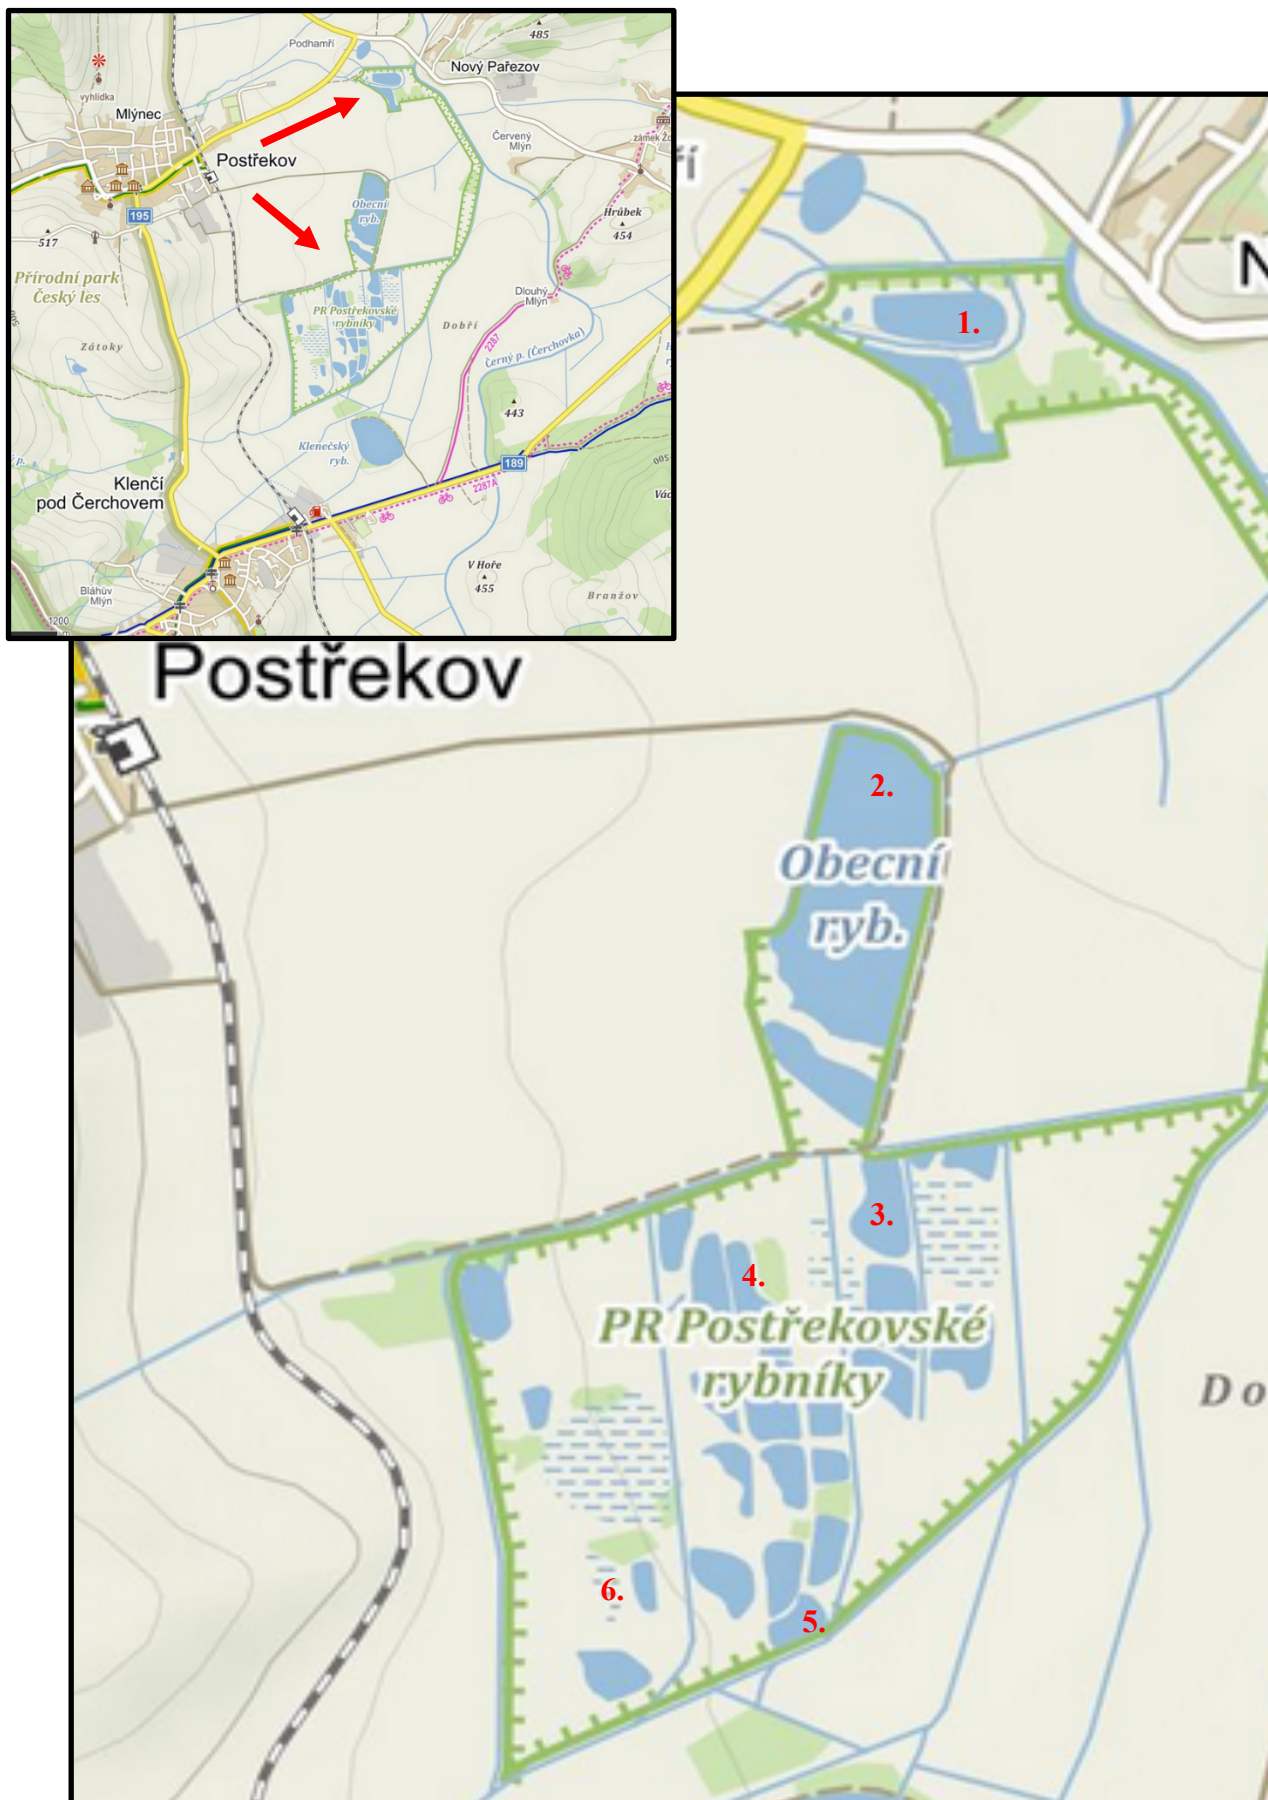 485
Podhamří
Nový Pařezov
vyhlídka
Mlýnec
Červený
Mlýn
Postřekov
Obecní
ryb.
195
Hrůbek
454
517
Přírodní park
Český les
Dlouhý
Mlýn
PR Postřekovské
rybníky
Dobří
2287
Zátoky
Černý p. (Čerchovka)
443
Klenečský
ryb.
189
Klenčí
pod Čerchovem
2287A
V Hoře
455
Branžov
Bláhův
Mlýn
1200
1.
Postřekov
2.
Obecní
ryb.
3.
4.
PR Postřekovské
rybníky
6.
5.